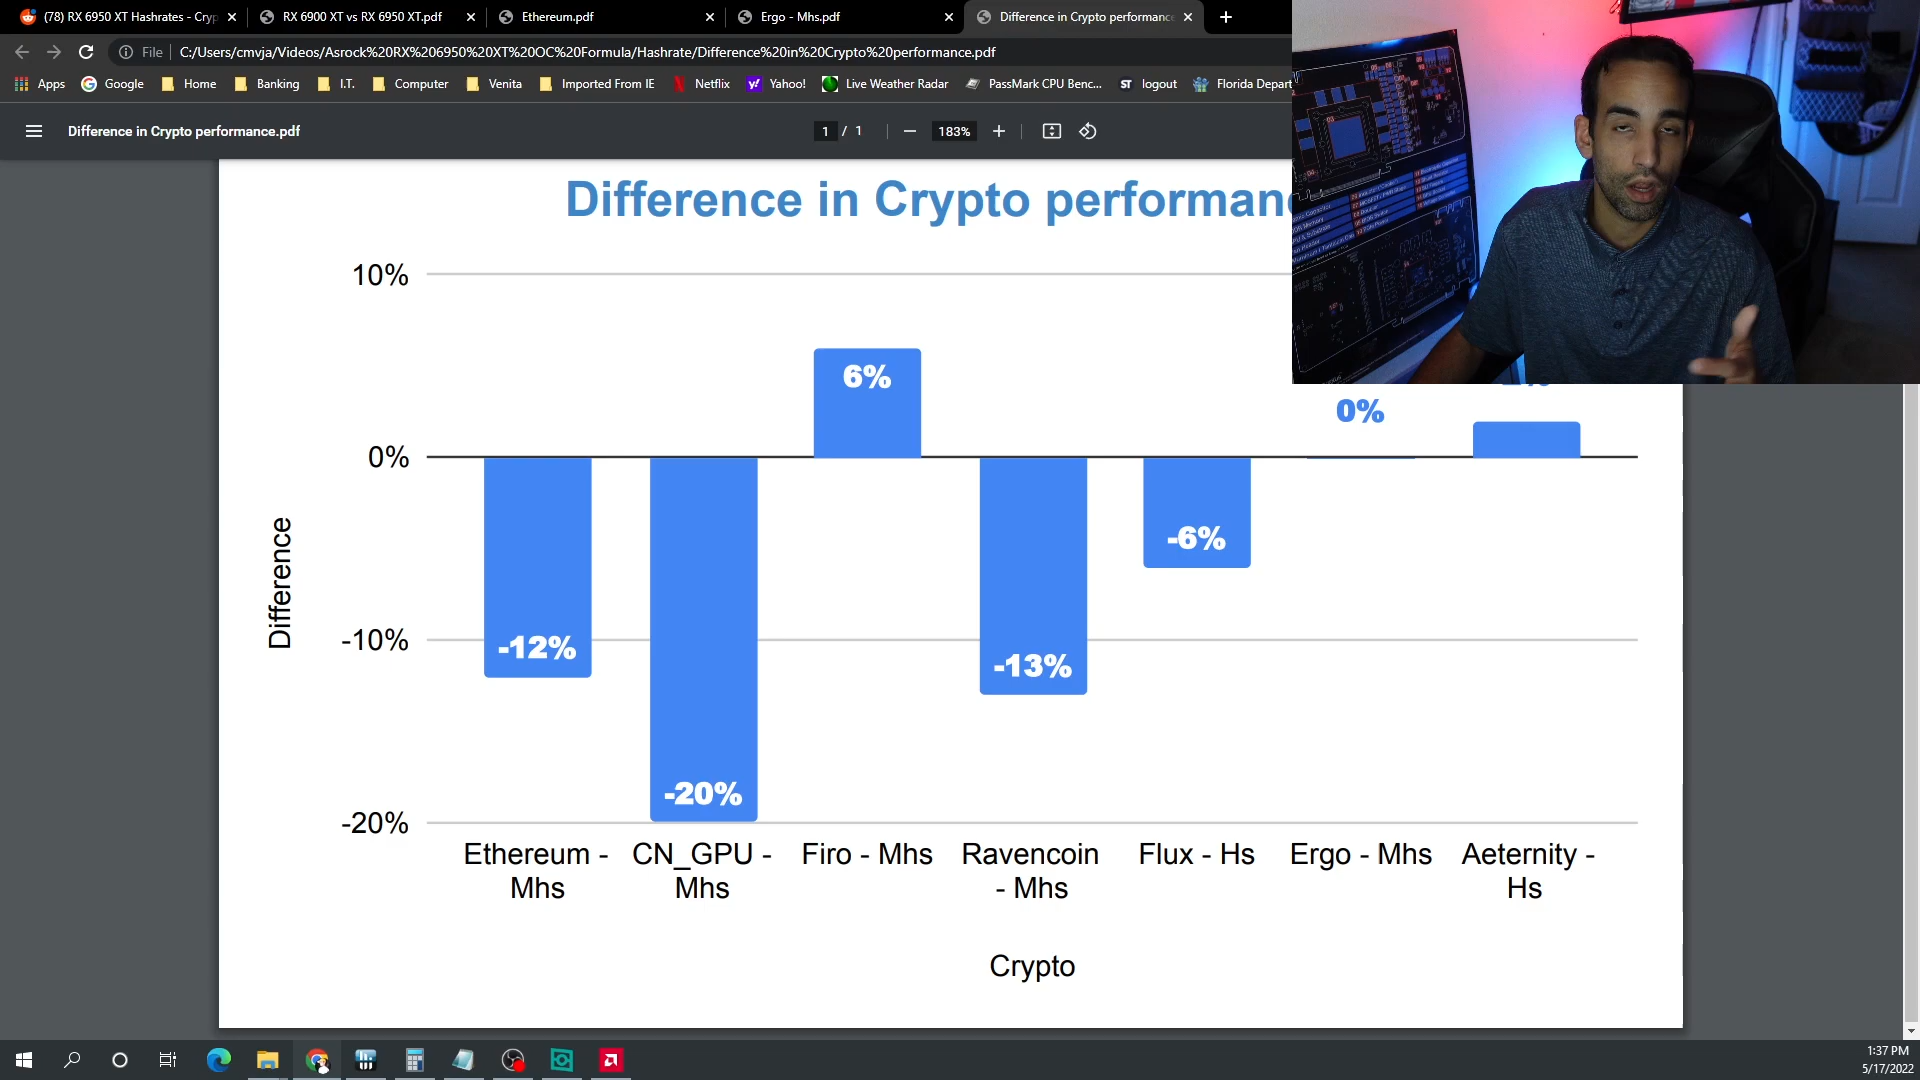 (78) RX 6950 XT Hashrates - Cryp
RX 6900 XT vs RX 6950 XT.pdf
Ethereum.pdf
Ergo - Mhs.pdf
Difference in Crypto performance
File
C:/Users/cmvja/Videos/Asrock%20RX%206950%20XT%20OC%20Formula/Hashrate/Difference%20in%20Crypto%20performance.pdf
Apps
Google
Home
Banking
I.T.
Computer
Venita
Imported From IE
Netflix
Yahoo!
Live Weather Radar
PassMark CPU Benc...
ST logout
Florida Depart
Difference in Crypto performance.pdf
1 / 1
183%
Difference in Crypto performan
10%
0%
-10%
-20%
Difference
-12%
-20%
6%
-13%
-6%
0%
Ethereum -
Mhs
CN_GPU -
Mhs
Firo - Mhs
Ravencoin
- Mhs
Flux - Hs
Ergo - Mhs
Aeternity -
Hs
Crypto
1:37 PM
5/17/2022